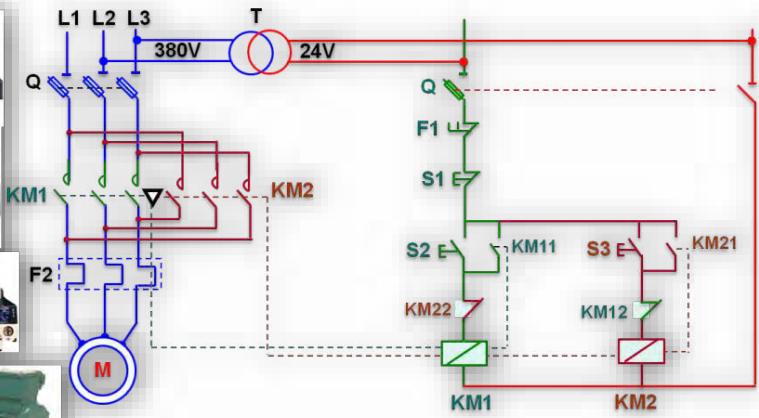 L1 L2 L3 T
380V 24V
Q Q
F1
S1
KM1 KM2
S2 KM11 S3 KM21
F2
KM22 KM12
M
KM1 KM2